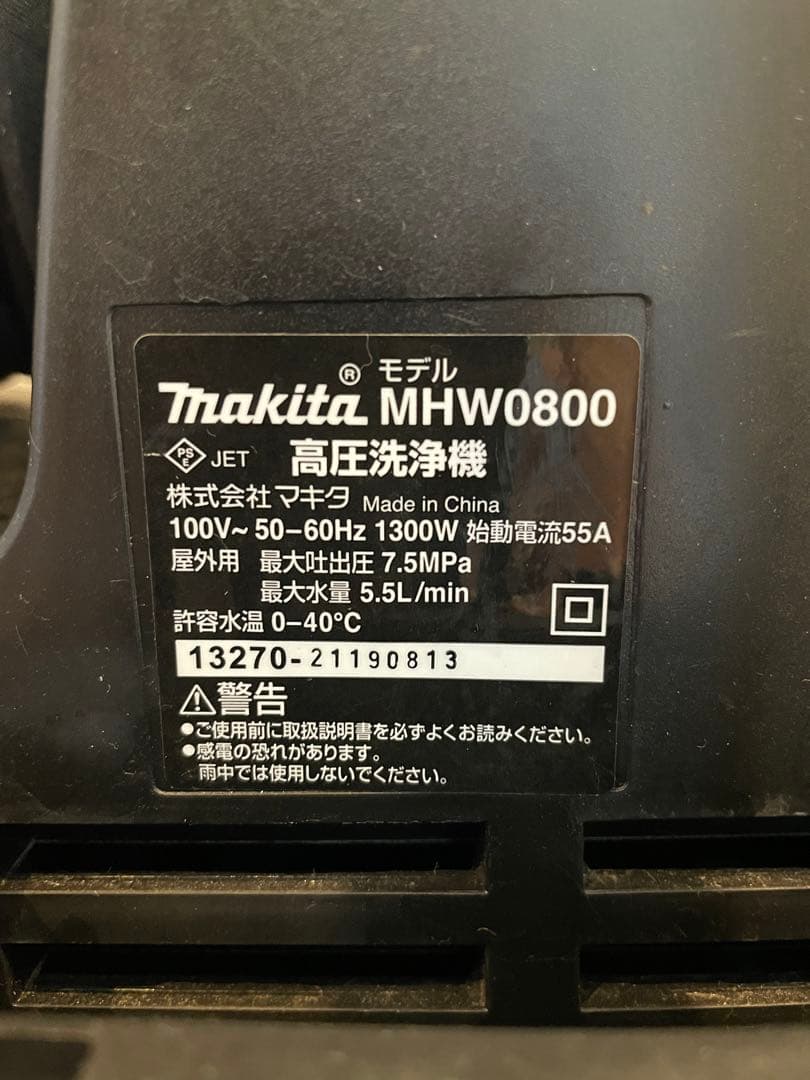 モデル
makita® MHW0800
PSE JET 高圧洗浄機
株式会社マキタ Made in China
100V~ 50-60Hz 1300W 始動電流55A
屋外用 最大吐出圧 7.5MPa
最大水量 5.5L/min
許容水温 0-40℃
13270-21190813
⚠警告
●ご使用前に取扱説明書を必ずよくお読みください。
●感電の恐れがあります。
雨中では使用しないでください。